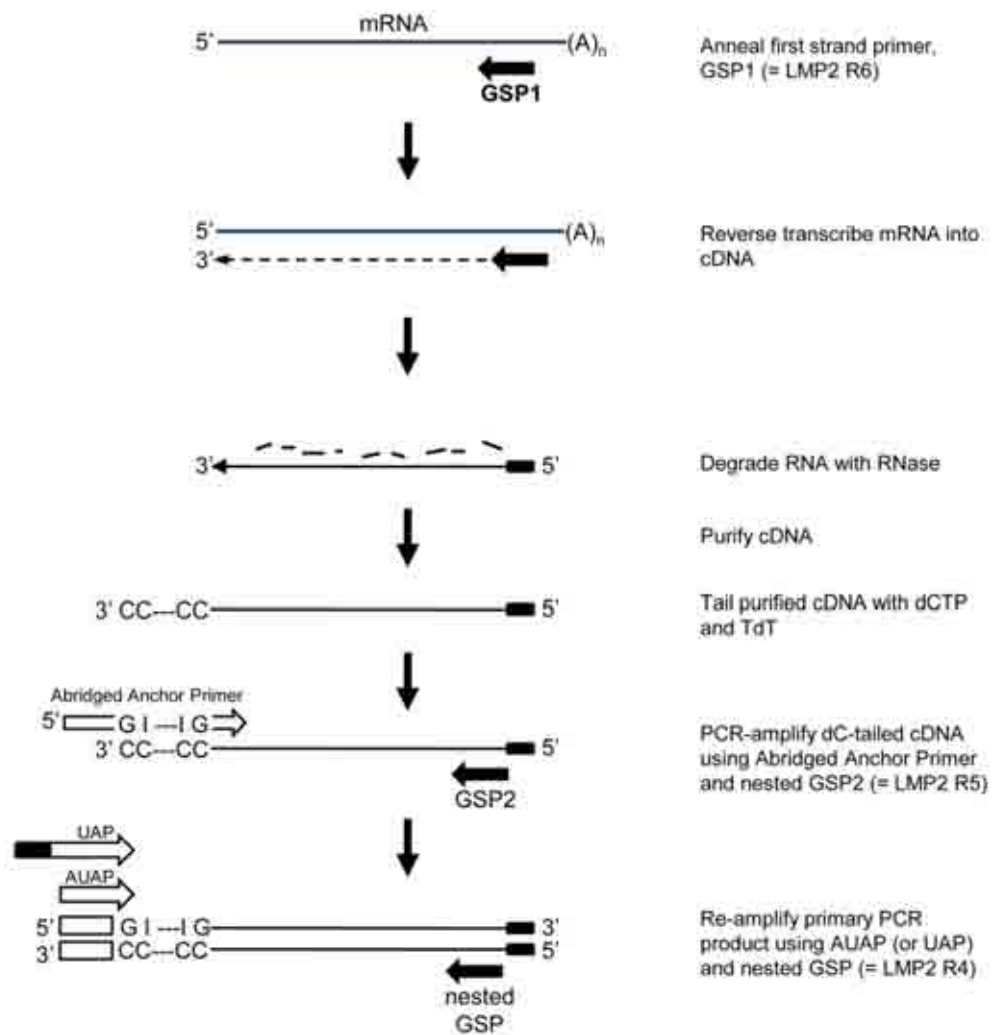 mRNA
5' (A)n
GSP1
Anneal first strand primer,
GSP1 (= LMP2 R6)
5' (A)n
3'
Reverse transcribe mRNA into
cDNA
3' 5'
Degrade RNA with RNase
Purify cDNA
3' CC---CC 5'
Tail purified cDNA with dCTP
and TdT
Abridged Anchor Primer
5' G I ---I G
3' CC---CC 5'
GSP2
PCR-amplify dC-tailed cDNA
using Abridged Anchor Primer
and nested GSP2 (= LMP2 R5)
UAP
AUAP
5' G I ---I G 3'
3' CC---CC 5'
nested
GSP
Re-amplify primary PCR
product using AUAP (or UAP)
and nested GSP (= LMP2 R4)